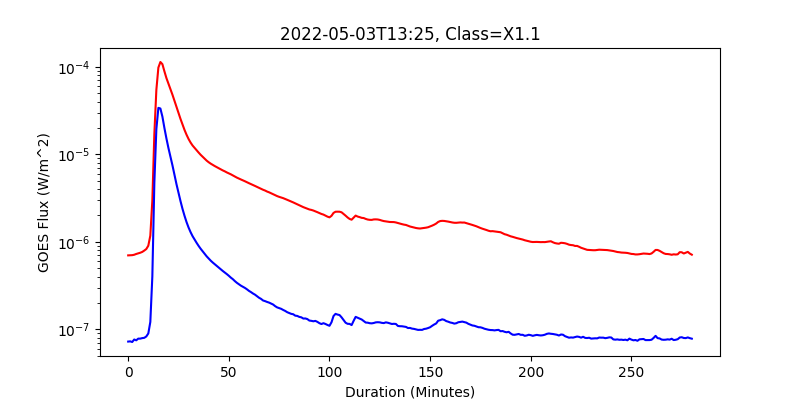 2022-05-03T13:25, Class=X1.1
GOES Flux (W/m^2)
10⁻⁴
10⁻⁵
10⁻⁶
10⁻⁷
0 50 100 150 200 250
Duration (Minutes)